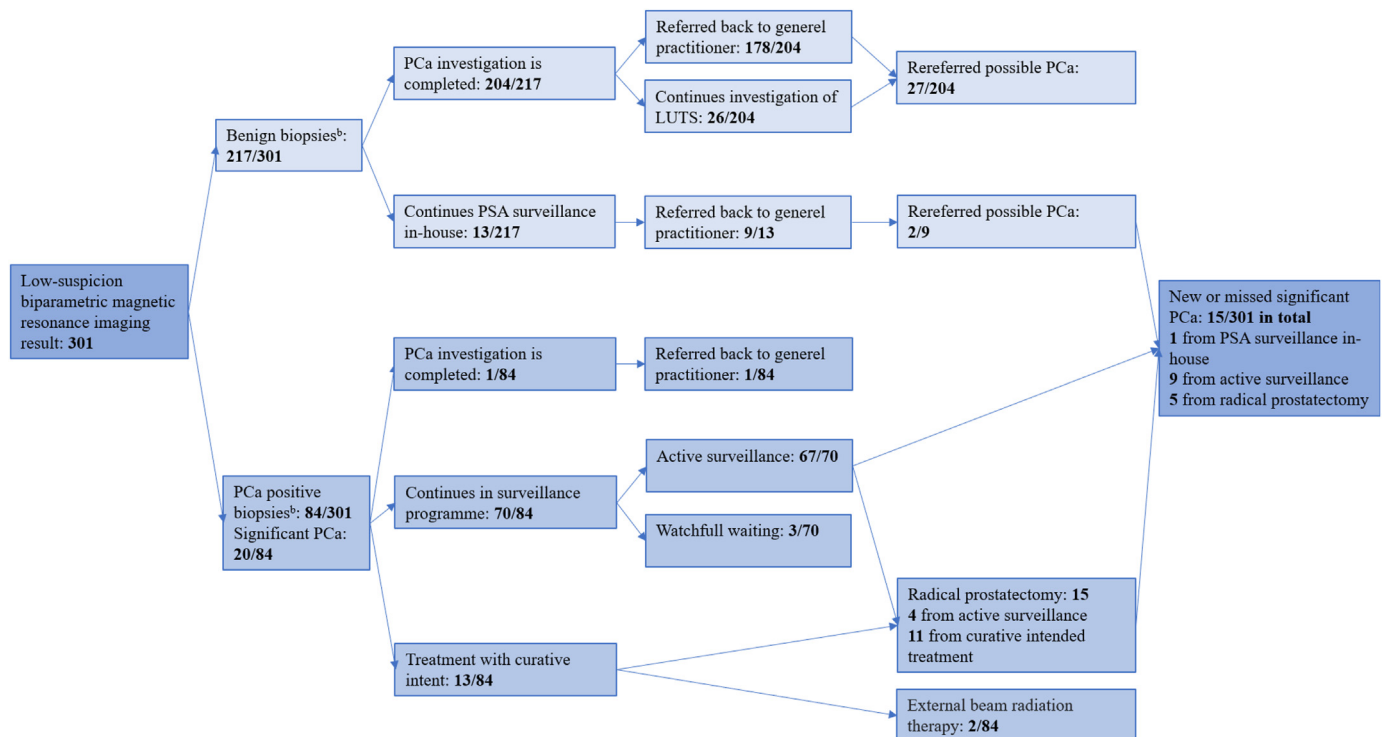 Low-suspicion
biparametric magnetic
resonance imaging
result: 301
Benign biopsiesᵇ:
217/301
PCa positive
biopsiesᵇ: 84/301
Significant PCa:
20/84
PCa investigation is
completed: 204/217
Continues PSA surveillance
in-house: 13/217
PCa investigation is
completed: 1/84
Continues in surveillance
programme: 70/84
Treatment with curative
intent: 13/84
Referred back to generel
practitioner: 178/204
Continues investigation of
LUTS: 26/204
Referred back to generel
practitioner: 9/13
Referred back to generel
practitioner: 1/84
Active surveillance: 67/70
Watchfull waiting: 3/70
Rereferred possible PCa:
27/204
Rereferred possible PCa:
2/9
Radical prostatectomy: 15
4 from active surveillance
11 from curative intended
treatment
External beam radiation
therapy: 2/84
New or missed significant
PCa: 15/301 in total
1 from PSA surveillance in-
house
9 from active surveillance
5 from radical prostatectomy